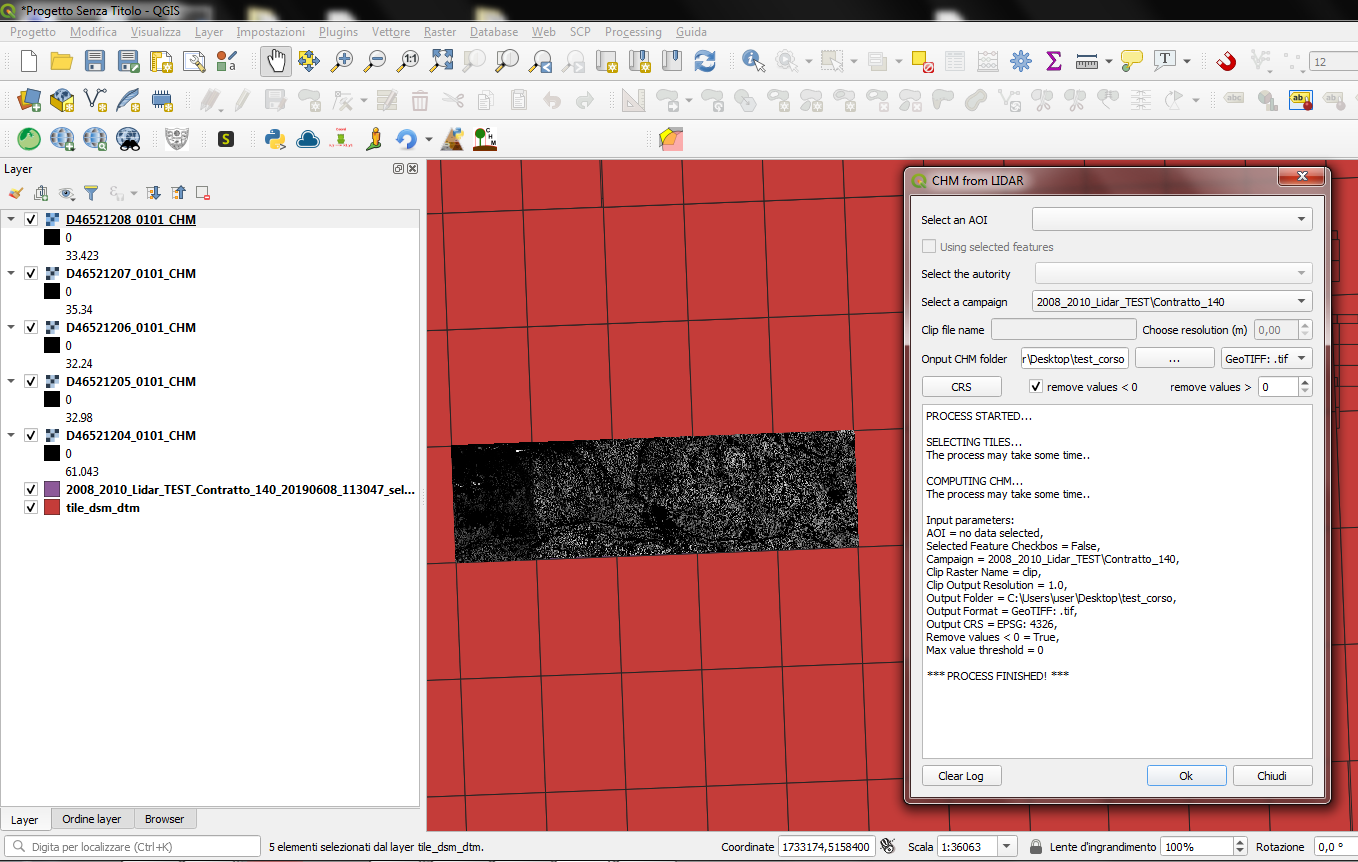 *Progetto Senza Titolo - QGIS
Progetto Modifica Visualizza Layer Impostazioni Plugins Vettore Raster Database Web SCP Processing Guida
1:1
T
12
abc
ab
S
CHM
Layer
D46521208_0101_CHM
0
33.423
D46521207_0101_CHM
0
35.34
D46521206_0101_CHM
0
32.24
D46521205_0101_CHM
0
32.98
D46521204_0101_CHM
0
61.043
2008_2010_Lidar_TEST_Contratto_140_20190608_113047_sel...
tile_dsm_dtm
Layer Ordine layer Browser
CHM from LIDAR
Select an AOI
Using selected features
Select the autority
Select a campaign 2008_2010_Lidar_TEST\Contratto_140
Clip file name Choose resolution (m) 0,00
Onput CHM folder r\Desktop\test_corso ... GeoTIFF: .tif
CRS remove values < 0 remove values > 0
PROCESS STARTED...
SELECTING TILES...
The process may take some time..
COMPUTING CHM...
The process may take some time..
Input parameters:
AOI = no data selected,
Selected Feature Checkbos = False,
Campaign = 2008_2010_Lidar_TEST\Contratto_140,
Clip Raster Name = clip,
Clip Output Resolution = 1.0,
Output Folder = C:\Users\user\Desktop\test_corso,
Output Format = GeoTIFF: .tif,
Output CRS = EPSG: 4326,
Remove values < 0 = True,
Max value threshold = 0
*** PROCESS FINISHED! ***
Clear Log Ok Chiudi
Digita per localizzare (Ctrl+K) 5 elementi selezionati dal layer tile_dsm_dtm. Coordinate 1733174,5158400 Scala 1:36063 Lente d'ingrandimento 100% Rotazione 0,0 °